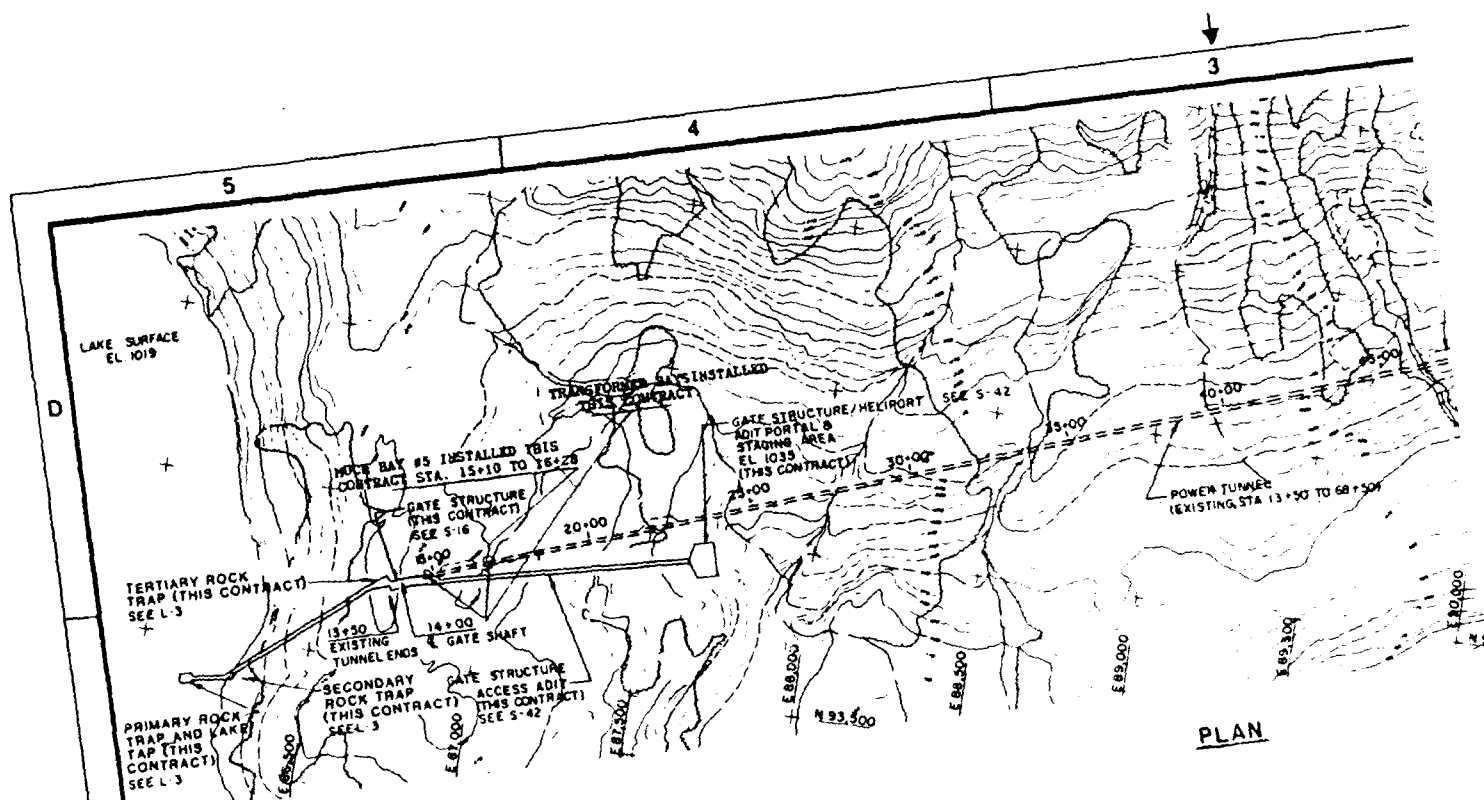 3
4
5
D
LAKE SURFACE
EL 1019
TRANSFORMER BAYS INSTALLED
THIS CONTRACT
GATE STRUCTURE/HELIPORT SEE S-42
ADIT PORTAL &
STAGING AREA
EL 1035
(THIS CONTRACT)
MUCK BAY #5 INSTALLED THIS
CONTRACT STA. 15+10 TO 16+28
GATE STRUCTURE
(THIS CONTRACT)
SEE S-16
15+00
20+00
25+00
30+00
35+00
40+00
45+00
POWER TUNNEL
(EXISTING, STA 13+50 TO 68+50)
TERTIARY ROCK
TRAP (THIS CONTRACT)
SEE L-3
13+50
EXISTING
TUNNEL ENDS
14+00
GATE SHAFT
SECONDARY
ROCK TRAP
(THIS CONTRACT)
SEE L-3
GATE STRUCTURE
ACCESS ADIT
(THIS CONTRACT)
SEE S-42
PRIMARY ROCK
TRAP AND LAKE
TAP (THIS
CONTRACT)
SEE L-3
E 86,500
E 87,000
E 87,500
E 88,000
N 93,500
E 88,500
E 89,000
E 89,500
E 90,000
PLAN